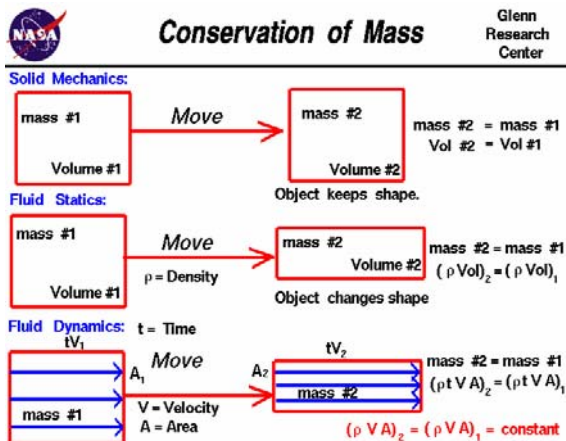 NASA
Conservation of Mass
Glenn
Research
Center
Solid Mechanics:
mass #1
Volume #1
Move
mass #2
Volume #2
Object keeps shape.
mass #2 = mass #1
Vol #2 = Vol #1
Fluid Statics:
mass #1
Volume #1
Move
ρ = Density
mass #2
Volume #2
Object changes shape
mass #2 = mass #1
(ρ Vol)₂ = (ρ Vol)₁
Fluid Dynamics: t = Time
tV₁
A₁
mass #1
Move
V = Velocity
A = Area
A₂
tV₂
mass #2
mass #2 = mass #1
(ρt V A)₂ = (ρt V A)₁
(ρ V A)₂ = (ρ V A)₁ = constant